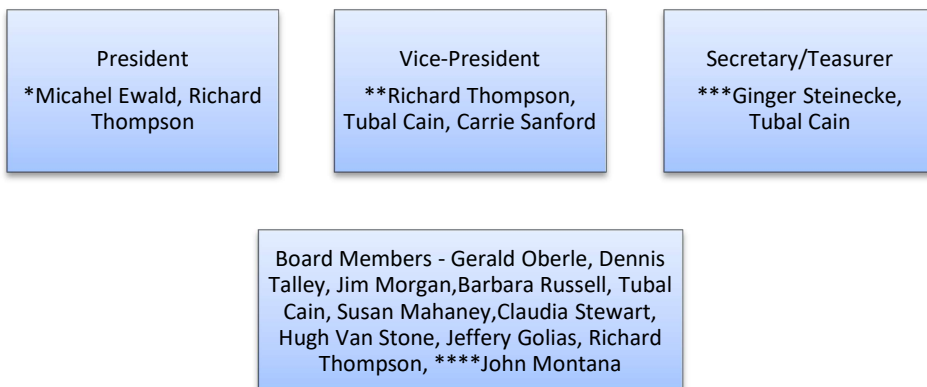 President
*Micahel Ewald, Richard
Thompson
Vice-President
**Richard Thompson,
Tubal Cain, Carrie Sanford
Secretary/Teasurer
***Ginger Steinecke,
Tubal Cain
Board Members - Gerald Oberle, Dennis
Talley, Jim Morgan,Barbara Russell, Tubal
Cain, Susan Mahaney,Claudia Stewart,
Hugh Van Stone, Jeffery Golias, Richard
Thompson, ****John Montana